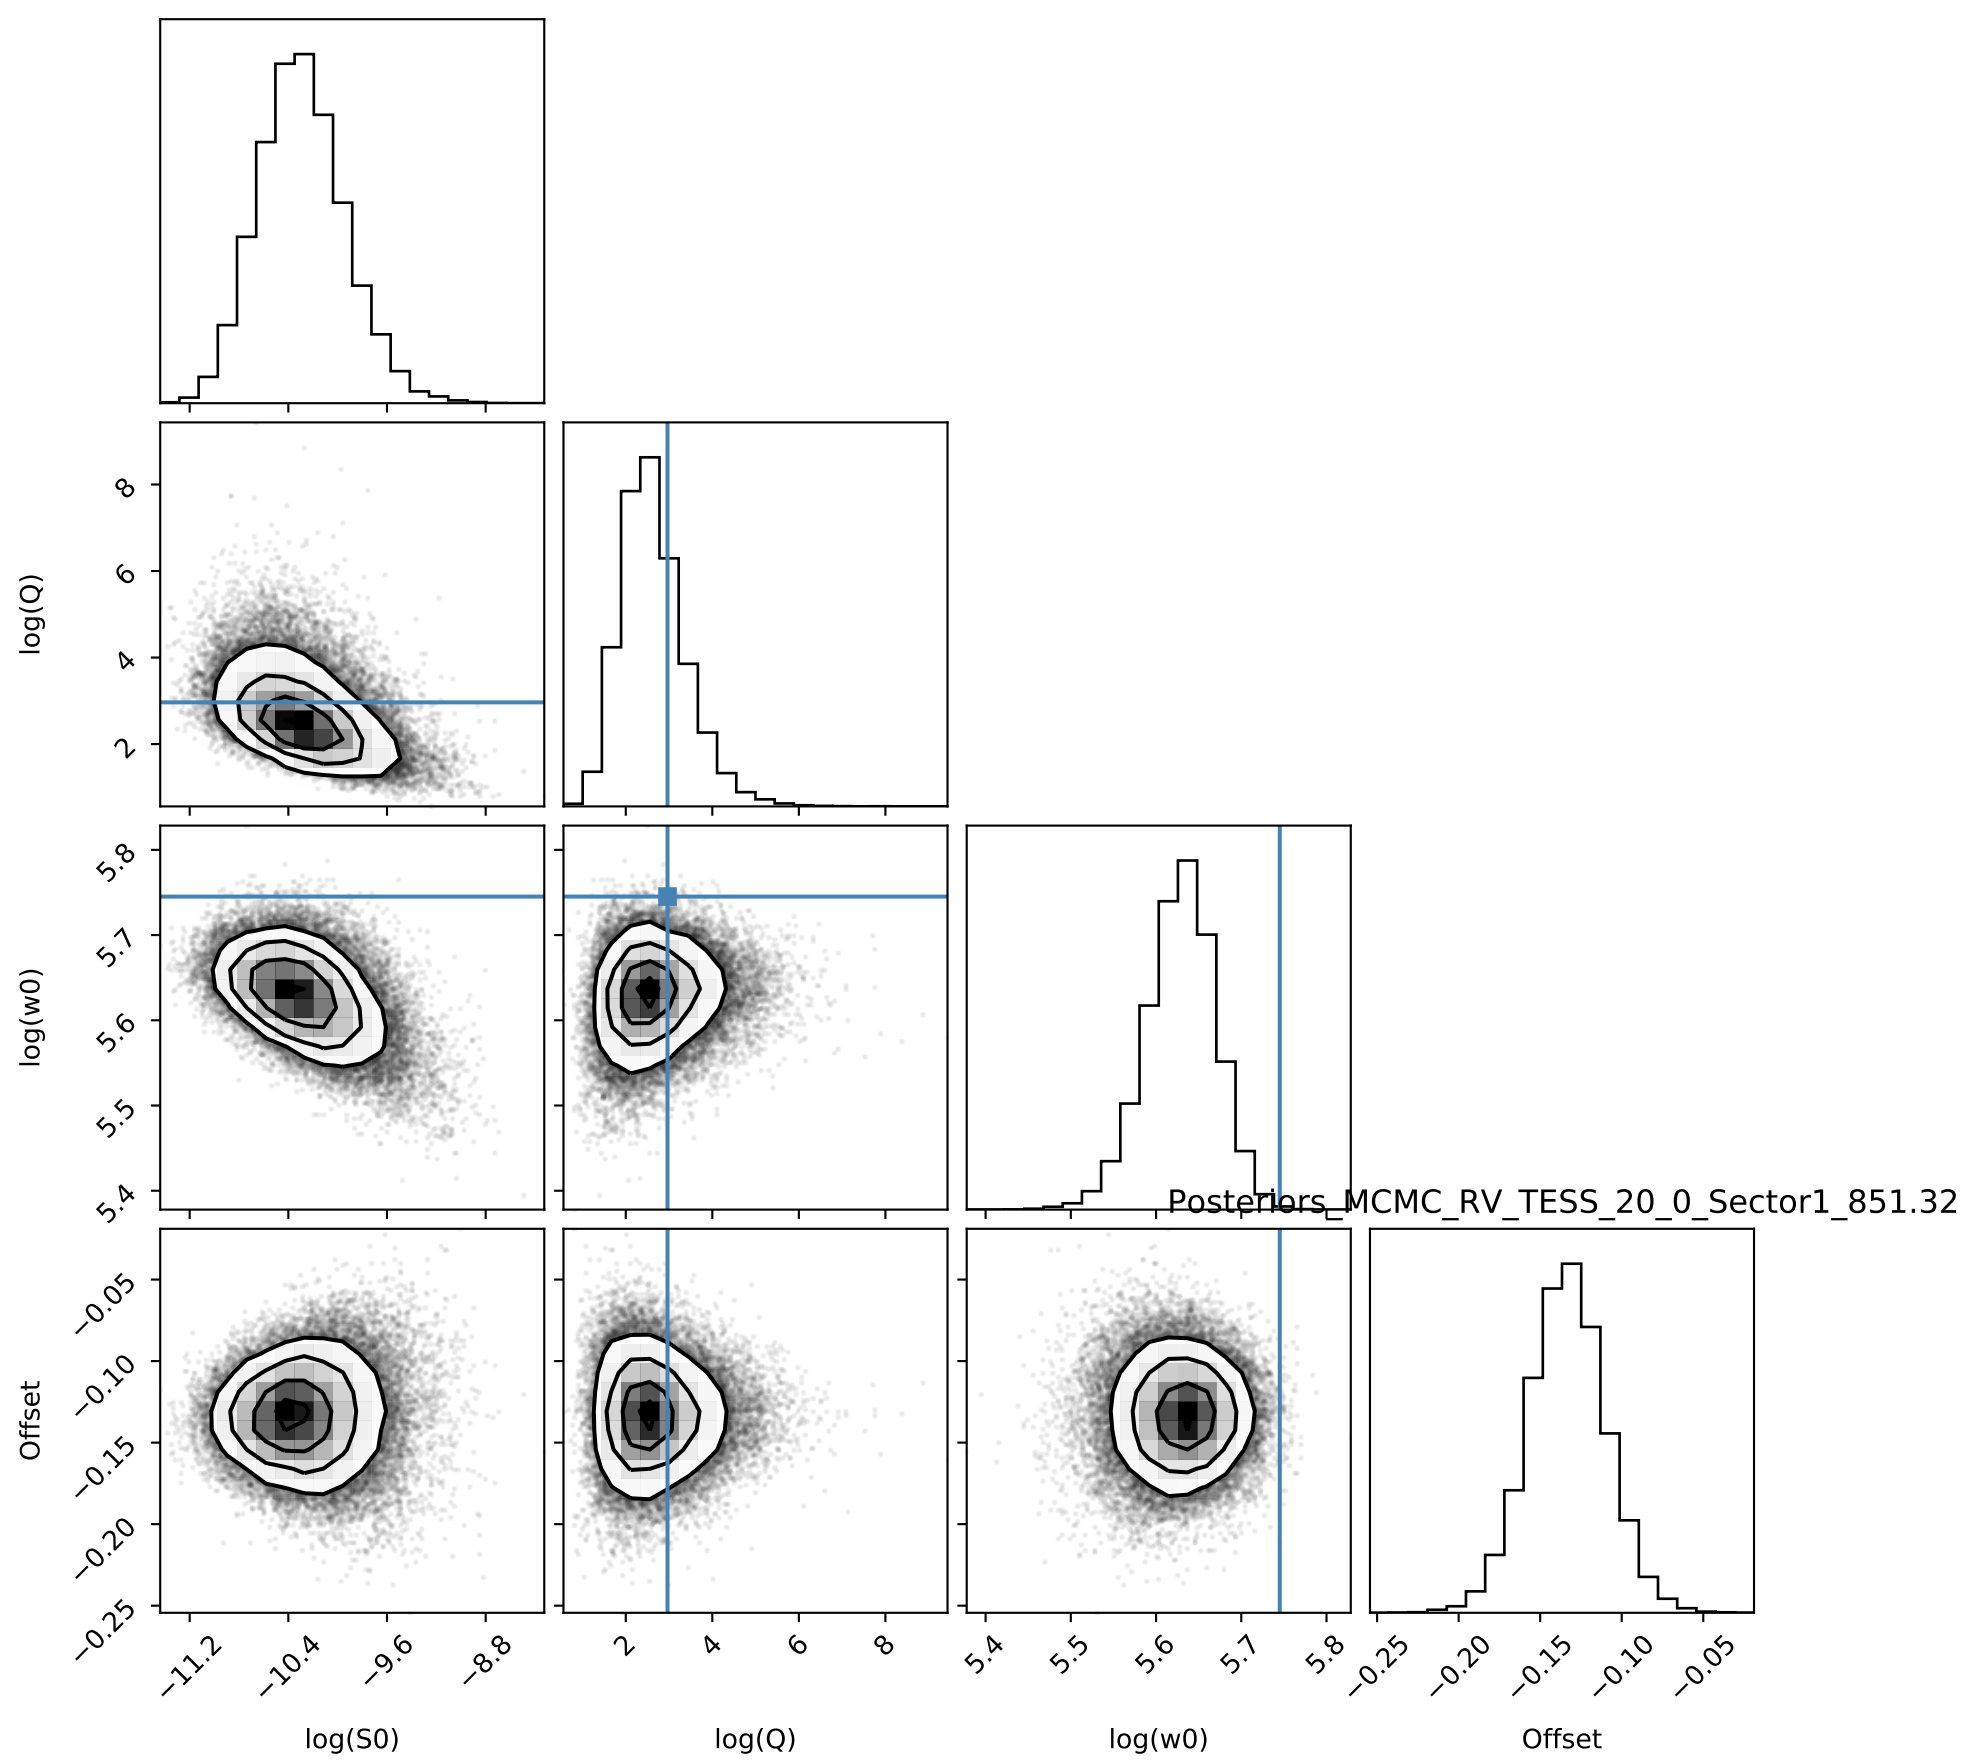 8
6
4
2
log(Q)
5.8
5.7
5.6
5.5
5.4
log(w0)
Posteriors_MCMC_RV_TESS_20_0_Sector1_851.32
−0.05
−0.10
−0.15
−0.20
−0.25
Offset
−11.2 −10.4 −9.6 −8.8
2 4 6 8
5.4 5.5 5.6 5.7 5.8
−0.25 −0.20 −0.15 −0.10 −0.05
log(S0) log(Q) log(w0) Offset